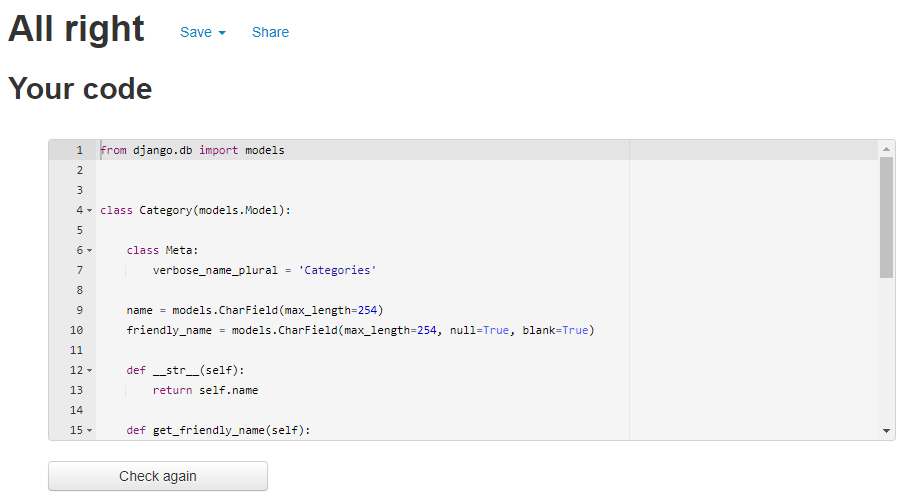 All right Save Share
Your code
1 from django.db import models
2
3
4 class Category(models.Model):
5
6     class Meta:
7         verbose_name_plural = 'Categories'
8
9     name = models.CharField(max_length=254)
10     friendly_name = models.CharField(max_length=254, null=True, blank=True)
11
12     def __str__(self):
13         return self.name
14
15     def get_friendly_name(self):
Check again